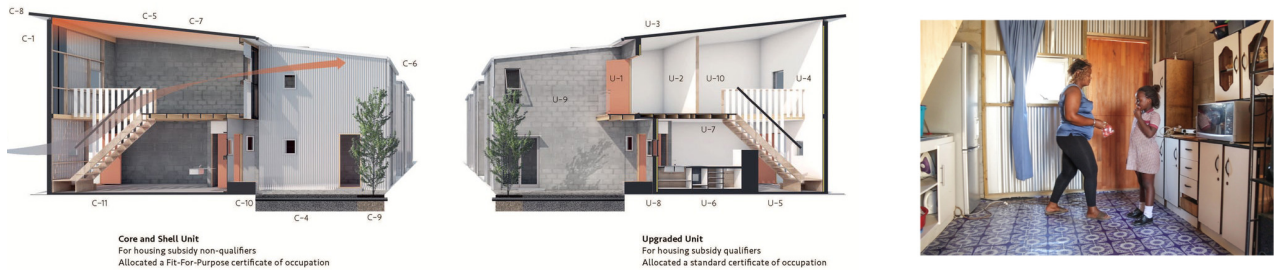 C-8
C-5
C-7
C-1
C-6
C-11
C-10
C-4
C-9
Core and Shell Unit
For housing subsidy non-qualifiers
Allocated a Fit-For-Purpose certificate of occupation
U-3
U-1
U-2
U-10
U-4
U-9
U-7
U-8
U-6
U-5
Upgraded Unit
For housing subsidy qualifiers
Allocated a standard certificate of occupation